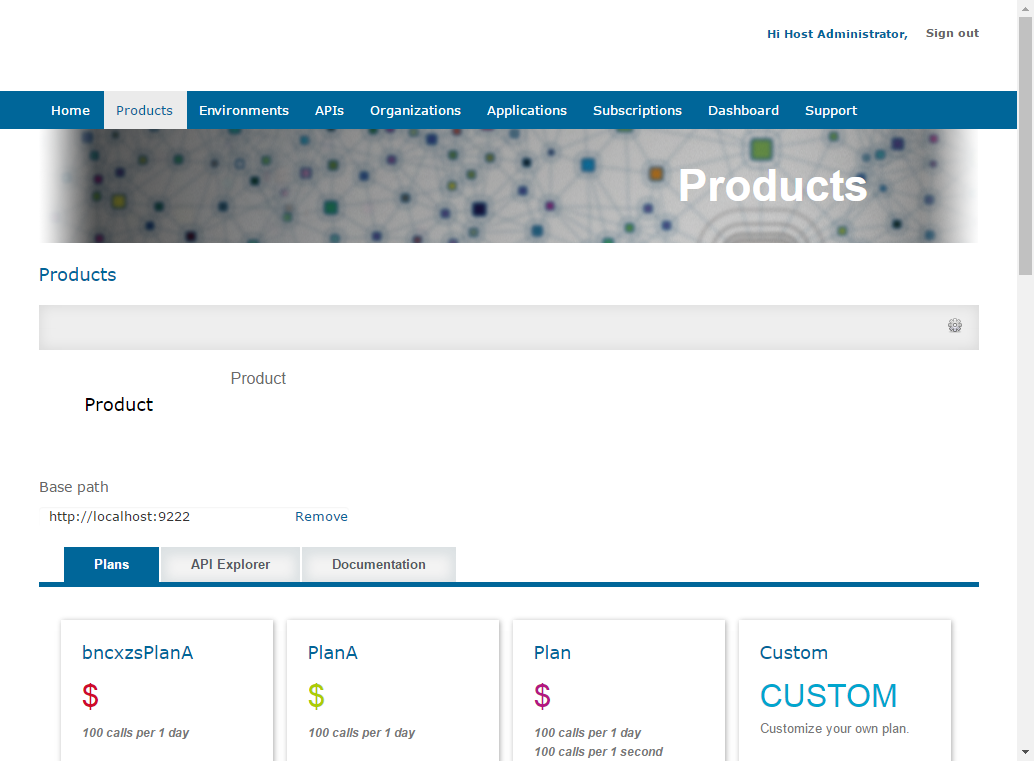 Hi Host Administrator, Sign out
Home Products Environments APIs Organizations Applications Subscriptions Dashboard Support
Products
Products
Product
Product
Base path
http://localhost:9222 Remove
Plans API Explorer Documentation
bncxzsPlanA PlanA Plan Custom
$ $ $ CUSTOM
100 calls per 1 day 100 calls per 1 day 100 calls per 1 day Customize your own plan.
100 calls per 1 second